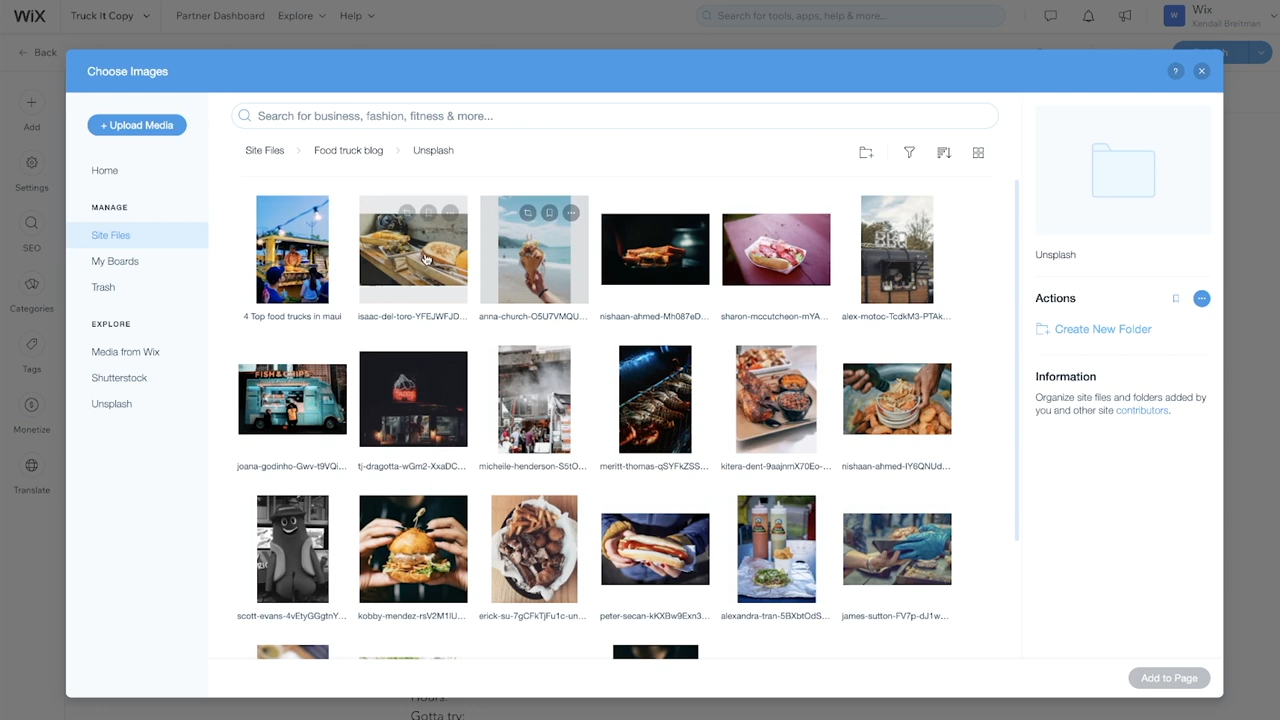 WiX
Truck It Copy
Partner Dashboard
Explore
Help
Search for tools, apps, help & more...
W
Wix
Kendall Breitman
Back
Choose Images
?
Add
Settings
SEO
Categories
Tags
Monetize
Translate
+ Upload Media
Home
MANAGE
Site Files
My Boards
Trash
EXPLORE
Media from Wix
Shutterstock
Unsplash
Search for business, fashion, fitness & more...
Site Files > Food truck blog > Unsplash
4 Top food trucks in maui
isaac-del-toro-YFEJWFJD...
anna-church-O5U7VMQU...
nishaan-ahmed-Mh087eD...
sharon-mccutcheon-mYA...
alex-motoc-TcdkM3-PTAk...
BBQ
FISH & CHIPS
joana-godinho-Gwv-t9VQi...
tj-dragotta-wGm2-XxaDC...
micheile-henderson-S5tO...
meritt-thomas-qSYFkZSS...
kitera-dent-9aajnmX70Eo-...
nishaan-ahmed-IY6QNUd...
scott-evans-4vEtyGGgtnY...
kobby-mendez-rsV2M1IU...
erick-su-7gCFkTjFu1c-un...
peter-secan-kKXBw9Exn3...
alexandra-tran-5BXbtOdS...
james-sutton-FV7p-dJ1w...
Unsplash
Actions
Create New Folder
Information
Organize site files and folders added by
you and other site contributors.
Add to Page
Hours:
Gotta try: